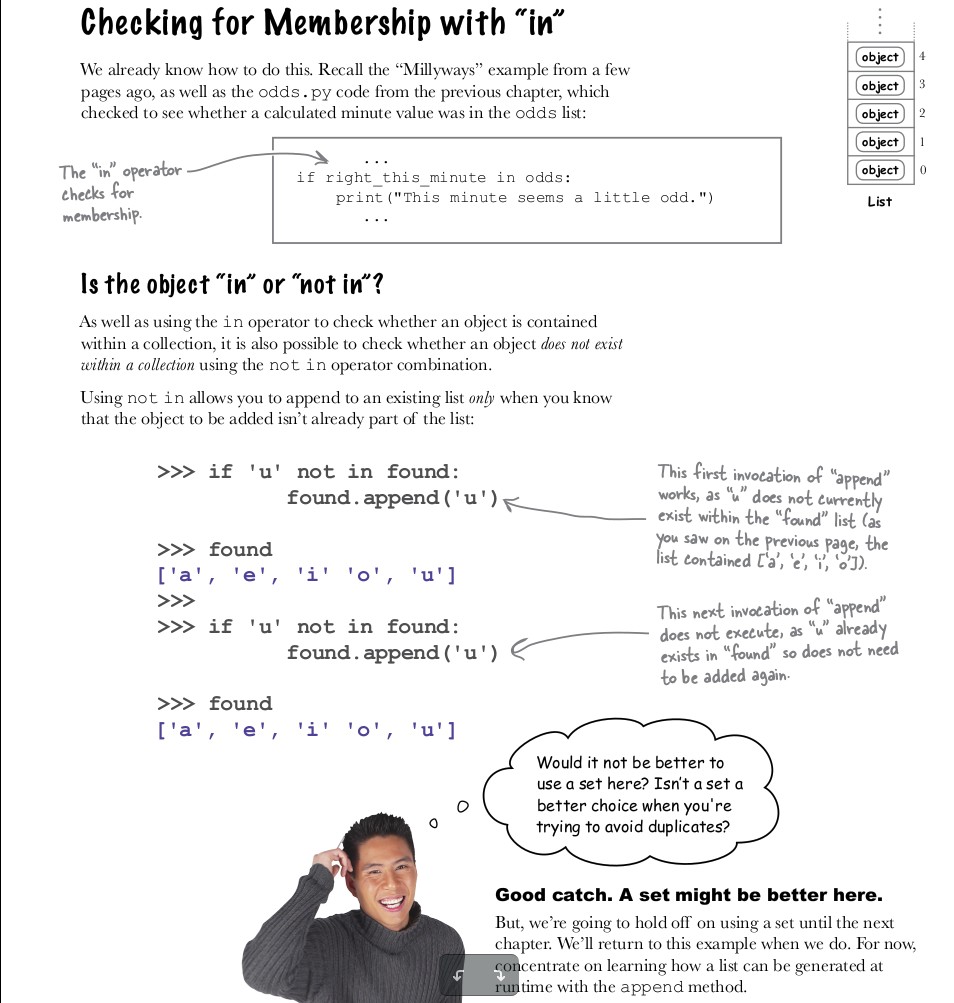 Checking for Membership with “in”
We already know how to do this. Recall the “Millyways” example from a few
pages ago, as well as the odds.py code from the previous chapter, which
checked to see whether a calculated minute value was in the odds list:
The “in” operator
checks for
membership.
...
if right_this_minute in odds:
print("This minute seems a little odd.")
...
object 4
object 3
object 2
object 1
object 0
List
Is the object “in” or “not in”?
As well as using the in operator to check whether an object is contained
within a collection, it is also possible to check whether an object does not exist
within a collection using the not in operator combination.
Using not in allows you to append to an existing list only when you know
that the object to be added isn’t already part of the list:
>>> if 'u' not in found:
found.append('u')
>>> found
['a', 'e', 'i' 'o', 'u']
>>>
>>> if 'u' not in found:
found.append('u')
>>> found
['a', 'e', 'i' 'o', 'u']
This first invocation of “append”
works, as “u” does not currently
exist within the “found” list (as
you saw on the previous page, the
list contained ['a', 'e', 'i', 'o']).
This next invocation of “append”
does not execute, as “u” already
exists in “found” so does not need
to be added again.
Would it not be better to
use a set here? Isn’t a set a
better choice when you're
trying to avoid duplicates?
Good catch. A set might be better here.
But, we’re going to hold off on using a set until the next
chapter. We’ll return to this example when we do. For now,
concentrate on learning how a list can be generated at
runtime with the append method.